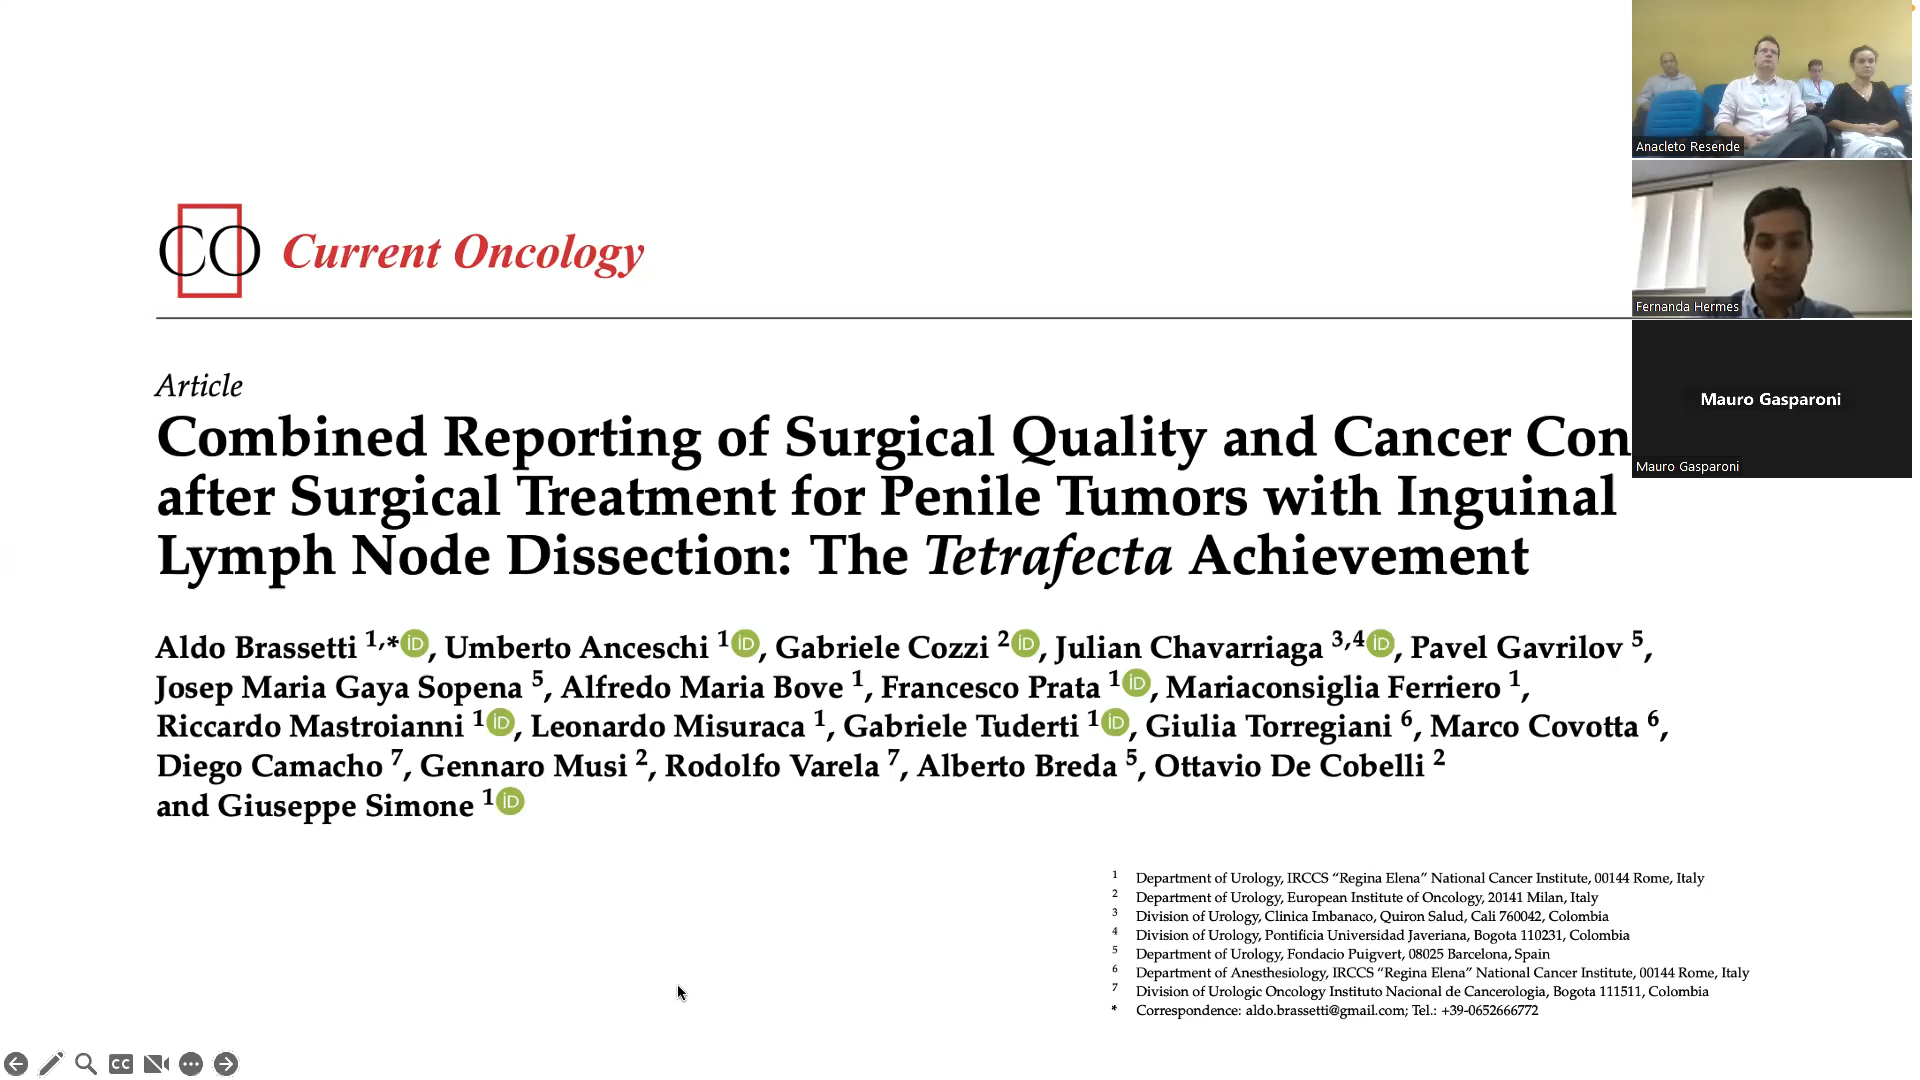 CO Current Oncology
Article
Combined Reporting of Surgical Quality and Cancer Con
after Surgical Treatment for Penile Tumors with Inguinal
Lymph Node Dissection: The Tetrafecta Achievement
Aldo Brassetti 1,* iD, Umberto Anceschi 1 iD, Gabriele Cozzi 2 iD, Julian Chavarriaga 3,4 iD, Pavel Gavrilov 5,
Josep Maria Gaya Sopena 5, Alfredo Maria Bove 1, Francesco Prata 1 iD, Mariaconsiglia Ferriero 1,
Riccardo Mastroianni 1 iD, Leonardo Misuraca 1, Gabriele Tuderti 1 iD, Giulia Torregiani 6, Marco Covotta 6,
Diego Camacho 7, Gennaro Musi 2, Rodolfo Varela 7, Alberto Breda 5, Ottavio De Cobelli 2
and Giuseppe Simone 1 iD
1 Department of Urology, IRCCS “Regina Elena” National Cancer Institute, 00144 Rome, Italy
2 Department of Urology, European Institute of Oncology, 20141 Milan, Italy
3 Division of Urology, Clinica Imbanaco, Quiron Salud, Cali 760042, Colombia
4 Division of Urology, Pontificia Universidad Javeriana, Bogota 110231, Colombia
5 Department of Urology, Fondacio Puigvert, 08025 Barcelona, Spain
6 Department of Anesthesiology, IRCCS “Regina Elena” National Cancer Institute, 00144 Rome, Italy
7 Division of Urologic Oncology Instituto Nacional de Cancerologia, Bogota 111511, Colombia
* Correspondence: aldo.brassetti@gmail.com; Tel.: +39-0652666772
Anacleto Resende
Fernanda Hermes
Mauro Gasparoni
Mauro Gasparoni
CC